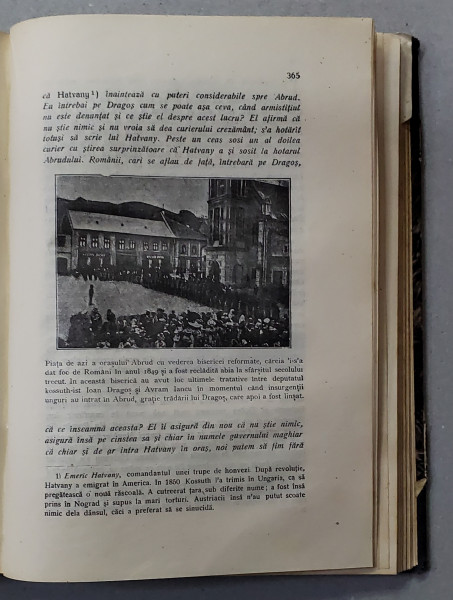 365
că Hatvany¹) înaintează cu puteri considerabile spre Abrud.
Eu întrebai pe Dragoș cum se poate așa ceva, când armistițiul
nu este denunțat și ce știe el despre acest lucru? El afirmă că
nu știe nimic și nu vroia să dea curierului crezământ; s'a hotărît
totuși să scrie lui Hatvany. Peste un ceas sosi un al doilea
curier cu știrea surprinzătoare că Hatvany a și sosit la hotarul
Abrudului. Românii, cari se aflau de față, întrebară pe Dragoș,
Piața de azi a orașului Abrud cu vederea bisericei reformate, căreia 'i-s'a
dat foc de Români în anul 1849 și a fost reclădită abia la sfârșitul secolului
trecut. În această biserică au avut loc ultimele tratative între deputatul
kossuth-ist Ioan Dragoș și Avram Iancu în momentul când insurgenții
unguri au intrat în Abrud, grație trădării lui Dragoș, care apoi a fost linșat.
că ce înseamnă aceasta? El îi asigură din nou că nu știe nimic,
asigură însă pe cinstea sa și chiar în numele guvernului maghiar
că chiar și de ar intra Hatvany în oraș, noi putem să fim fără
1) Emeric Hatvany, comandantul unei trupe de honvezi. După revoluție,
Hatvany a emigrat în America. În 1850 Kossuth l'a trimis în Ungaria, ca să
pregătească o nouă răscoală. A cutreerat țara sub diferite nume; a fost însă
prins în Nograd și supus la mari torturi. Austriacii însă n'au putut scoate
nimic dela dânsul, căci a preferat să se sinucidă.